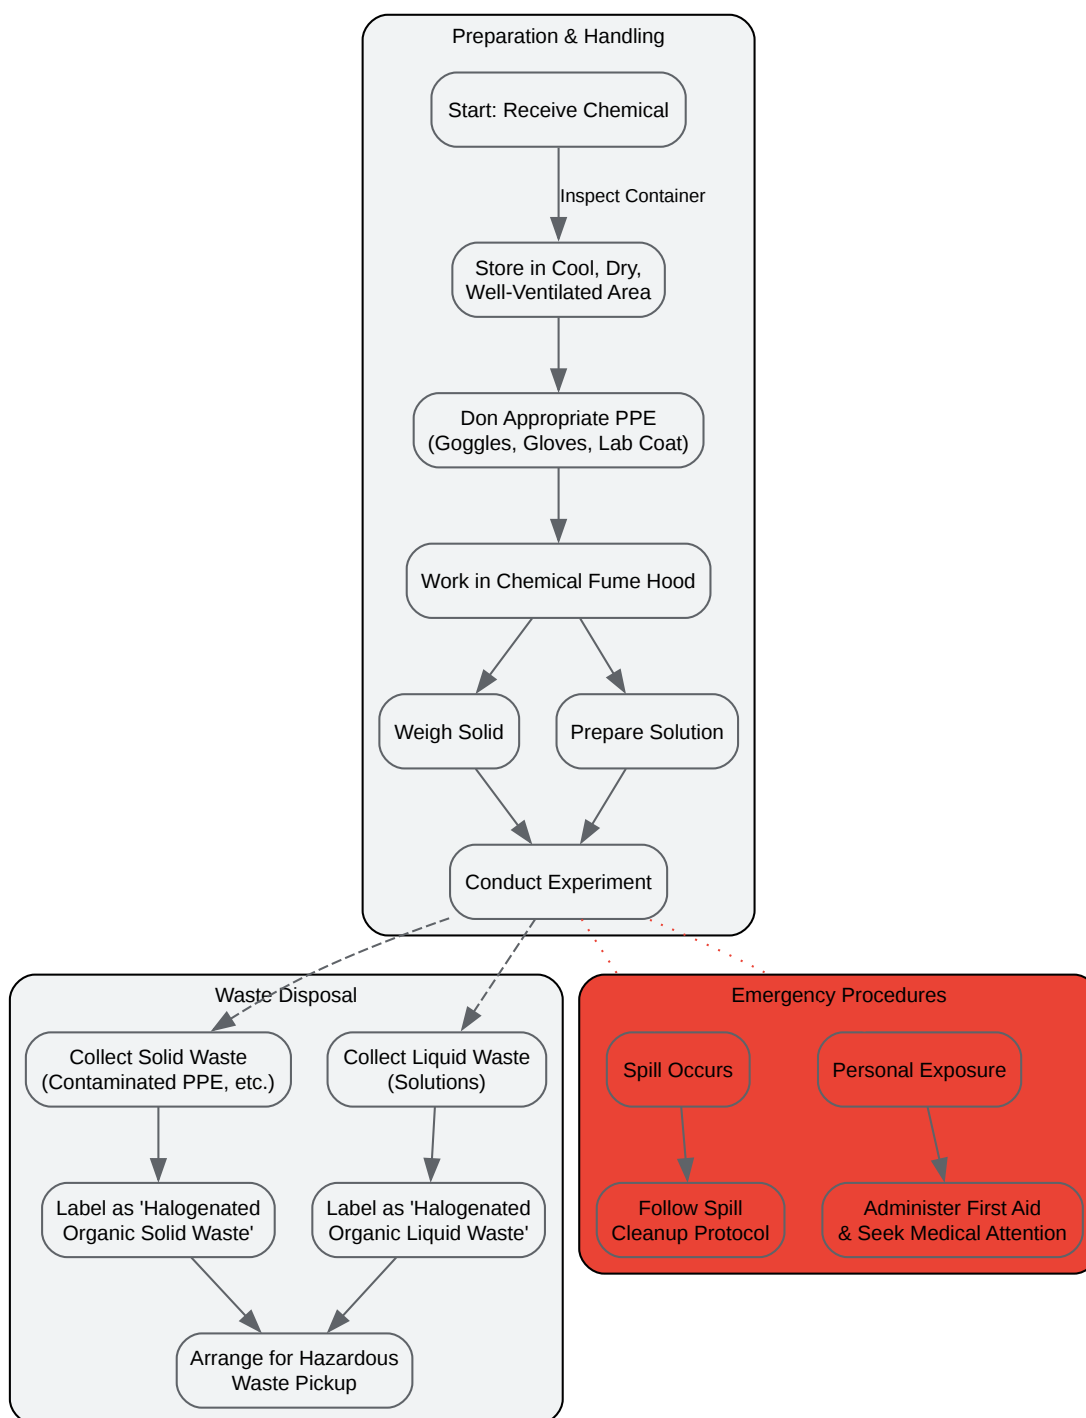 Preparation & Handling
Start: Receive Chemical
Inspect Container
Store in Cool, Dry,
Well-Ventilated Area
Don Appropriate PPE
(Goggles, Gloves, Lab Coat)
Work in Chemical Fume Hood
Weigh Solid
Prepare Solution
Conduct Experiment
Waste Disposal
Collect Solid Waste
(Contaminated PPE, etc.)
Collect Liquid Waste
(Solutions)
Label as 'Halogenated
Organic Solid Waste'
Label as 'Halogenated
Organic Liquid Waste'
Arrange for Hazardous
Waste Pickup
Emergency Procedures
Spill Occurs
Personal Exposure
Follow Spill
Cleanup Protocol
Administer First Aid
& Seek Medical Attention